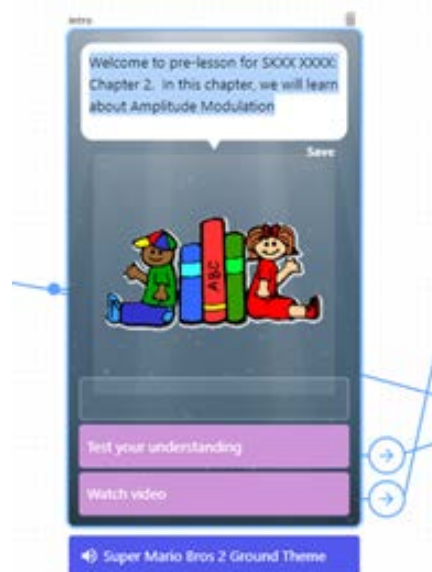 Intro
Welcome to pre-lesson for SKXX XXXX:
Chapter 2. In this chapter, we will learn
about Amplitude Modulation
Save
ABC
Test your understanding
Watch video
Super Mario Bros 2 Ground Theme